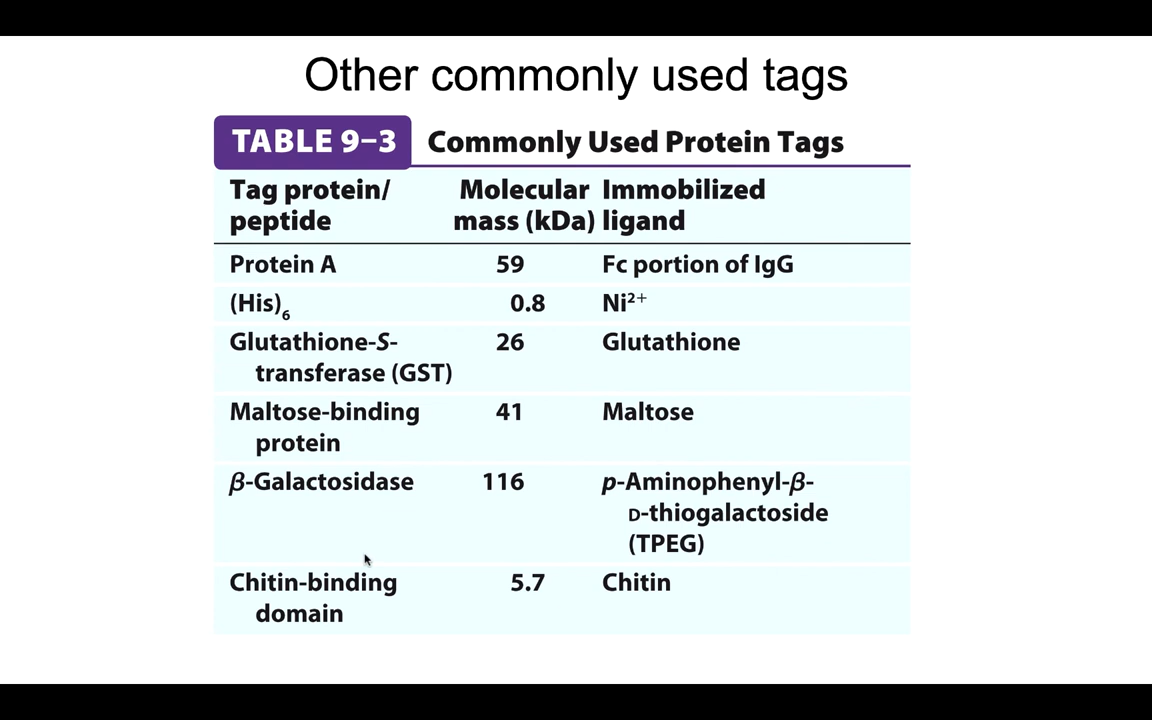 Other commonly used tags
TABLE 9–3 Commonly Used Protein Tags
Tag protein/ Molecular Immobilized
peptide mass (kDa) ligand
Protein A 59 Fc portion of IgG
(His)₆ 0.8 Ni²⁺
Glutathione-S- 26 Glutathione
transferase (GST)
Maltose-binding 41 Maltose
protein
β-Galactosidase 116 p-Aminophenyl-β-
D-thiogalactoside
(TPEG)
Chitin-binding 5.7 Chitin
domain